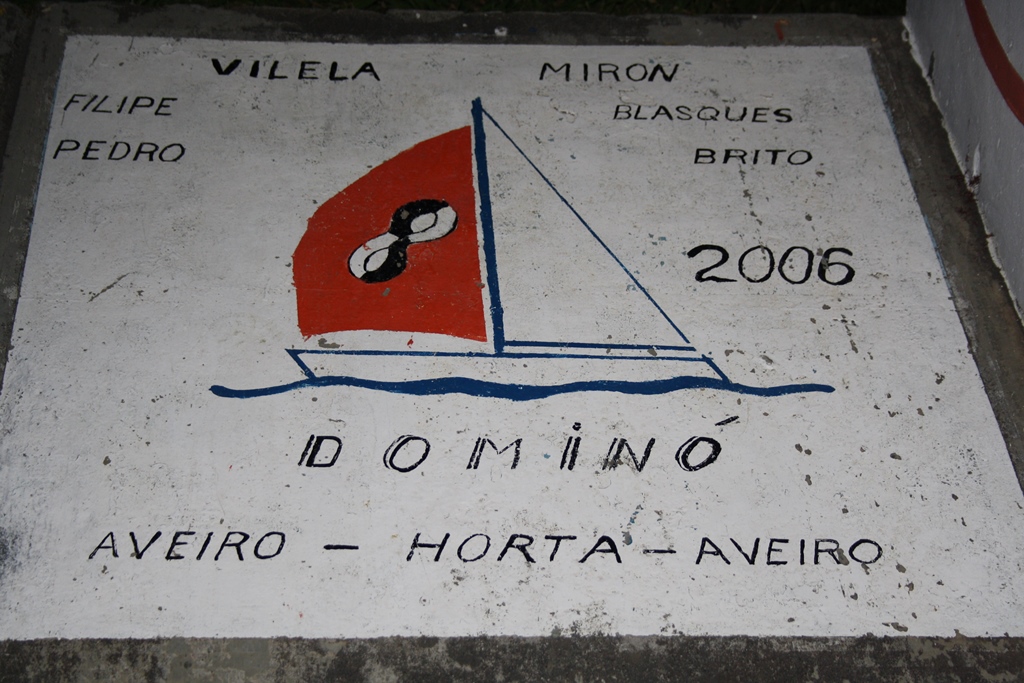 VILELA MIRON
FILIPE BLASQUES
PEDRO BRITO
2006
DOMINÓ
AVEIRO - HORTA - AVEIRO